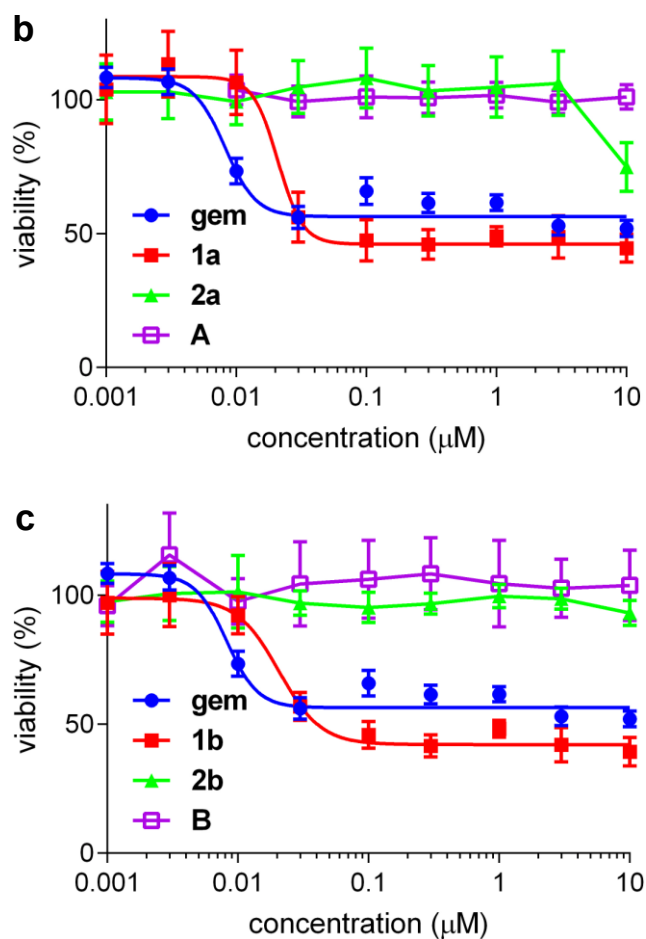 b
viability (%)
100
50
0
gem
1a
2a
A
0.001 0.01 0.1 1 10
concentration (μM)
c
viability (%)
100
50
0
gem
1b
2b
B
0.001 0.01 0.1 1 10
concentration (μM)